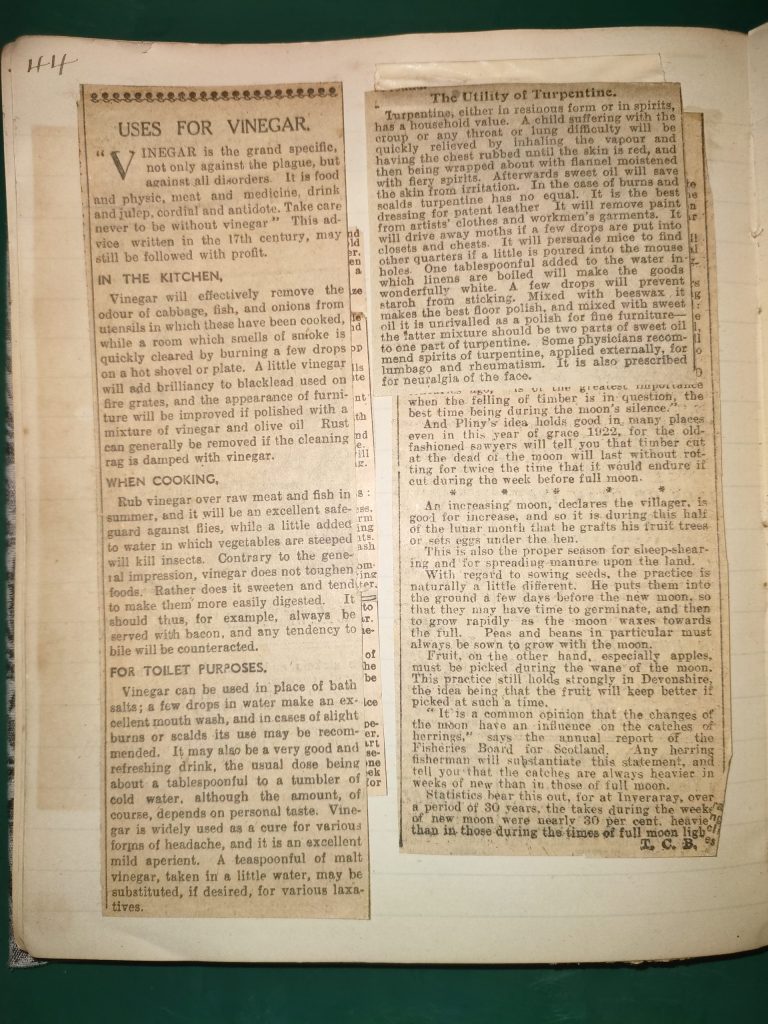 44
USES FOR VINEGAR.
"VINEGAR is the grand specific,
not only against the plague, but
against all disorders. It is food
and physic, meat and medicine, drink
and julep, cordial and antidote. Take care
never to be without vinegar" This ad-
vice written in the 17th century, may
still be followed with profit.
IN THE KITCHEN,
Vinegar will effectively remove the
odour of cabbage, fish, and onions from
utensils in which these have been cooked,
while a room which smells of smoke is
quickly cleared by burning a few drops
on a hot shovel or plate. A little vinegar
will add brilliancy to blacklead used on
fire grates, and the appearance of furni-
ture will be improved if polished with a
mixture of vinegar and olive oil Rust
can generally be removed if the cleaning
rag is damped with vinegar.
WHEN COOKING,
Rub vinegar over raw meat and fish in
summer, and it will be an excellent safe-
guard against flies, while a little added
to water in which vegetables are steeped
will kill insects. Contrary to the gene-
ral impression, vinegar does not toughen
foods. Rather does it sweeten and tend
to make them more easily digested. It
should thus, for example, always be
served with bacon, and any tendency to
bile will be counteracted.
FOR TOILET PURPOSES.
Vinegar can be used in place of bath
salts; a few drops in water make an ex-
cellent mouth wash, and in cases of slight
burns or scalds its use may be recom-
mended. It may also be a very good and
refreshing drink, the usual dose being
about a tablespoonful to a tumbler of
cold water, although the amount, of
course, depends on personal taste. Vine-
gar is widely used as a cure for various
forms of headache, and it is an excellent
mild aperient. A teaspoonful of malt
vinegar, taken in a little water, may be
substituted, if desired, for various laxa-
tives.
The Utility of Turpentine.
Turpentine, either in resinous form or in spirits,
has a household value. A child suffering with the
croup or any throat or lung difficulty will be
quickly relieved by inhaling the vapour and
having the chest rubbed until the skin is red, and
then being wrapped about with flannel moistened
with fiery spirits. Afterwards sweet oil will save
the skin from irritation. In the case of burns and
scalds turpentine has no equal. It is the best
dressing for patent leather It will remove paint
from artists' clothes and workmen's garments. It
will drive away moths if a few drops are put into
closets and chests. It will persuade mice to find
other quarters if a little is poured into the mouse
holes. One tablespoonful added to the water in
which linens are boiled will make the goods
wonderfully white. A few drops will prevent
starch from sticking. Mixed with beeswax it
makes the best floor polish, and mixed with sweet
oil it is unrivalled as a polish for fine furniture—
the latter mixture should be two parts of sweet oil
to one part of turpentine. Some physicians recom-
mend spirits of turpentine, applied externally, for
lumbago and rheumatism. It is also prescribed
for neuralgia of the face.
ago, "is of the greatest importance
when the felling of timber is in question, the
best time being during the moon's silence."
And Pliny's idea holds good in many places
even in this year of grace 1922, for the old-
fashioned sawyers will tell you that timber cut
at the dead of the moon will last without rot-
ting for twice the time that it would endure if
cut during the week before full moon.
* * * * *
An increasing moon, declares the villager, is
good for increase, and so it is during this half
of the lunar month that he grafts his fruit trees
or sets eggs under the hen.
This is also the proper season for sheep-shear-
ing and for spreading manure upon the land.
With regard to sowing seeds, the practice is
naturally a little different. He puts them into
the ground a few days before the new moon, so
that they may have time to germinate, and then
to grow rapidly as the moon waxes towards
the full. Peas and beans in particular must
always be sown to grow with the moon.
Fruit, on the other hand, especially apples,
must be picked during the wane of the moon.
This practice still holds strongly in Devonshire,
the idea being that the fruit will keep better if
picked at such a time.
"It is a common opinion that the changes of
the moon have an influence on the catches of
herrings," says the annual report of the
Fisheries Board for Scotland. Any herring
fisherman will substantiate this statement, and
tell you that the catches are always heavier in
weeks of new than in those of full moon.
Statistics bear this out, for at Inveraray, over
a period of 30 years, the takes during the weeks
of new moon were nearly 30 per cent. heavie
than in those during the times of full moon
T. C. B.